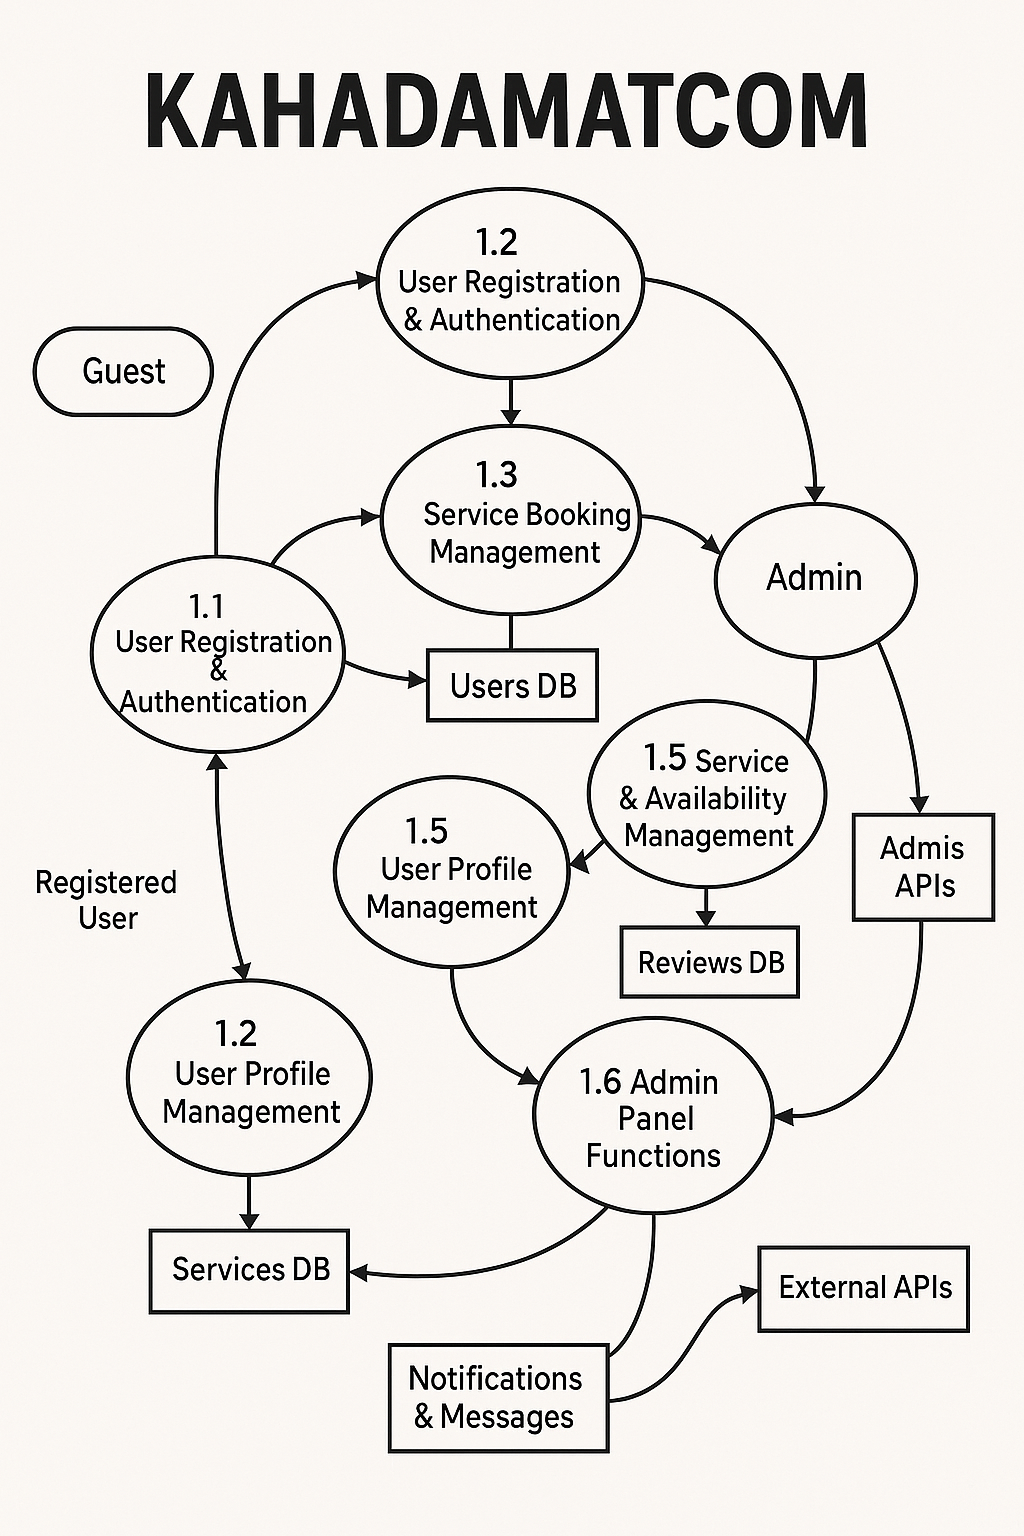 KAHADAMATCOM
1.2
User Registration
& Authentication
Guest
1.3
Service Booking
Management
Admin
1.1
User Registration
&
Authentication
Users DB
1.5 Service
& Availability
Management
1.5
User Profile
Management
Admis
APIs
Registered
User
Reviews DB
1.2
User Profile
Management
1.6 Admin
Panel
Functions
Services DB
External APIs
Notifications
& Messages